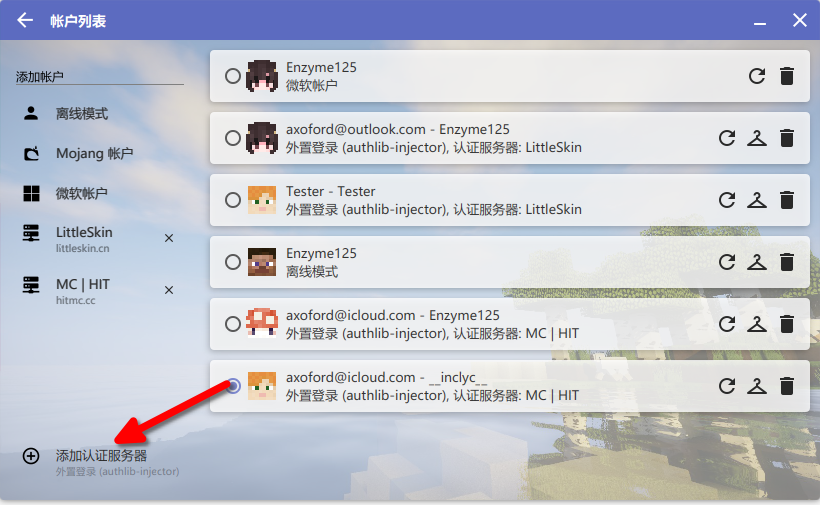 帐户列表
添加帐户
离线模式
Mojang 帐户
微软帐户
LittleSkin
littleskin.cn
MC | HIT
hitmc.cc
添加认证服务器
外置登录 (authlib-injector)
Enzyme125
微软帐户
axoford@outlook.com - Enzyme125
外置登录 (authlib-injector), 认证服务器: LittleSkin
Tester - Tester
外置登录 (authlib-injector), 认证服务器: LittleSkin
Enzyme125
离线模式
axoford@icloud.com - Enzyme125
外置登录 (authlib-injector), 认证服务器: MC | HIT
axoford@icloud.com - __inclyc__
外置登录 (authlib-injector), 认证服务器: MC | HIT